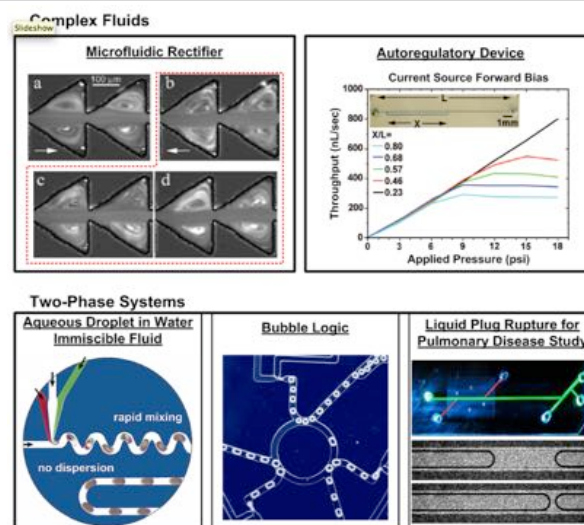 Complex Fluids
Slideshow
Microfluidic Rectifier
a
100 μm
b
c
d
Autoregulatory Device
Current Source Forward Bias
Throughput (nL/sec)
1000
800
600
400
200
0
L
X
1mm
X/L=
0.80
0.68
0.57
0.46
0.23
0 3 6 9 12 15 18
Applied Pressure (psi)
Two-Phase Systems
Aqueous Droplet in Water
Immiscible Fluid
rapid mixing
no dispersion
Bubble Logic
Liquid Plug Rupture for
Pulmonary Disease Study